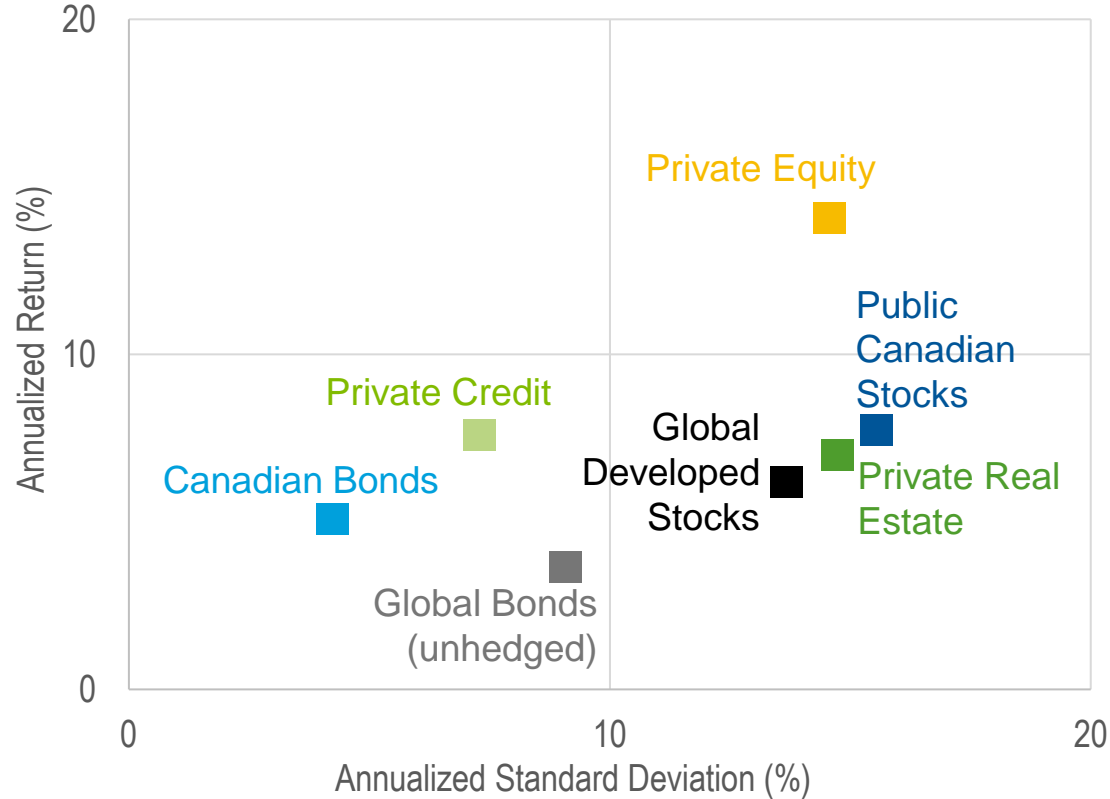 20
Private Equity
Public
Canadian
Stocks
10
Private Credit
Global
Developed
Stocks
Canadian Bonds
Private Real
Estate
Global Bonds
(unhedged)
0
Annualized Return (%)
0
10
20
Annualized Standard Deviation (%)